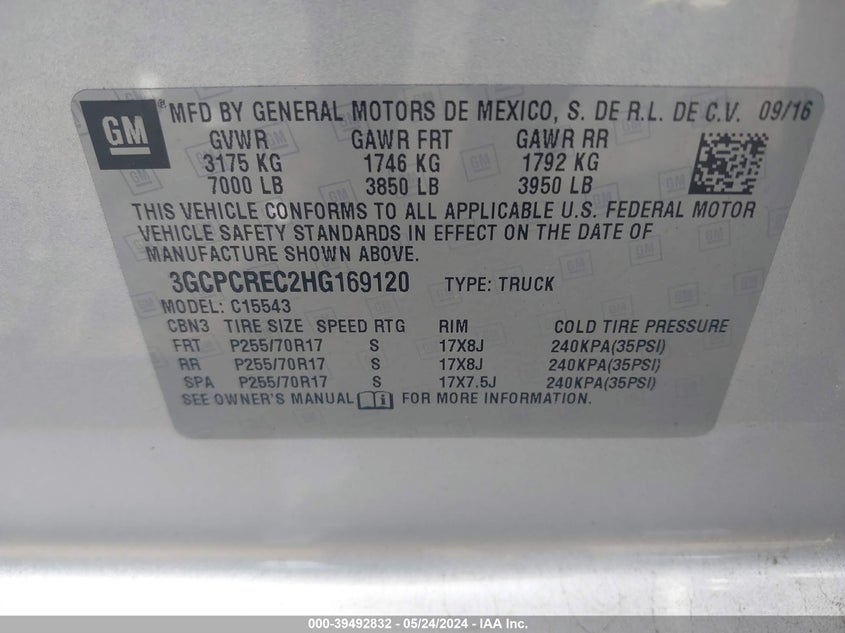 GM ® MFD BY GENERAL MOTORS DE MEXICO, S. DE R.L. DE C.V. 09/16
GVWR GAWR FRT GAWR RR
3175 KG 1746 KG 1792 KG
7000 LB 3850 LB 3950 LB
THIS VEHICLE CONFORMS TO ALL APPLICABLE U.S. FEDERAL MOTOR
VEHICLE SAFETY STANDARDS IN EFFECT ON THE DATE OF
MANUFACTURE SHOWN ABOVE.
3GCPCREC2HG169120 TYPE: TRUCK
MODEL: C15543
CBN3 TIRE SIZE SPEED RTG RIM COLD TIRE PRESSURE
FRT P255/70R17 S 17X8J 240KPA(35PSI)
RR P255/70R17 S 17X8J 240KPA(35PSI)
SPA P255/70R17 S 17X7.5J 240KPA(35PSI)
SEE OWNER'S MANUAL FOR MORE INFORMATION.
000-39492832 - 05/24/2024 - IAA Inc.